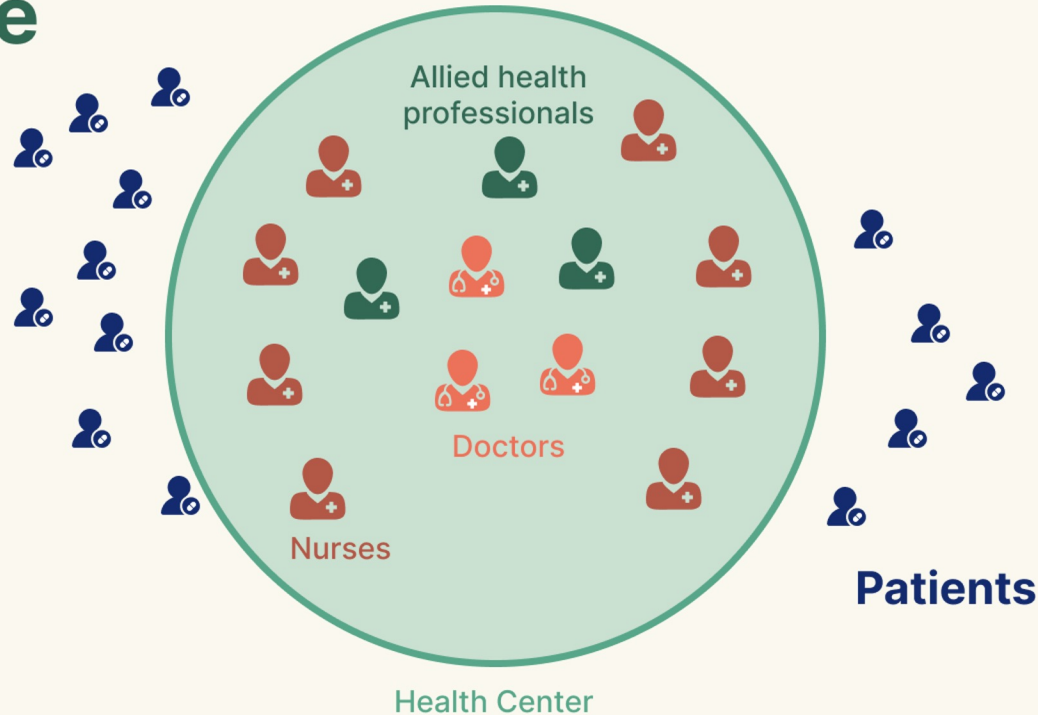 e
Allied health
professionals
Doctors
Nurses
Patients
Health Center